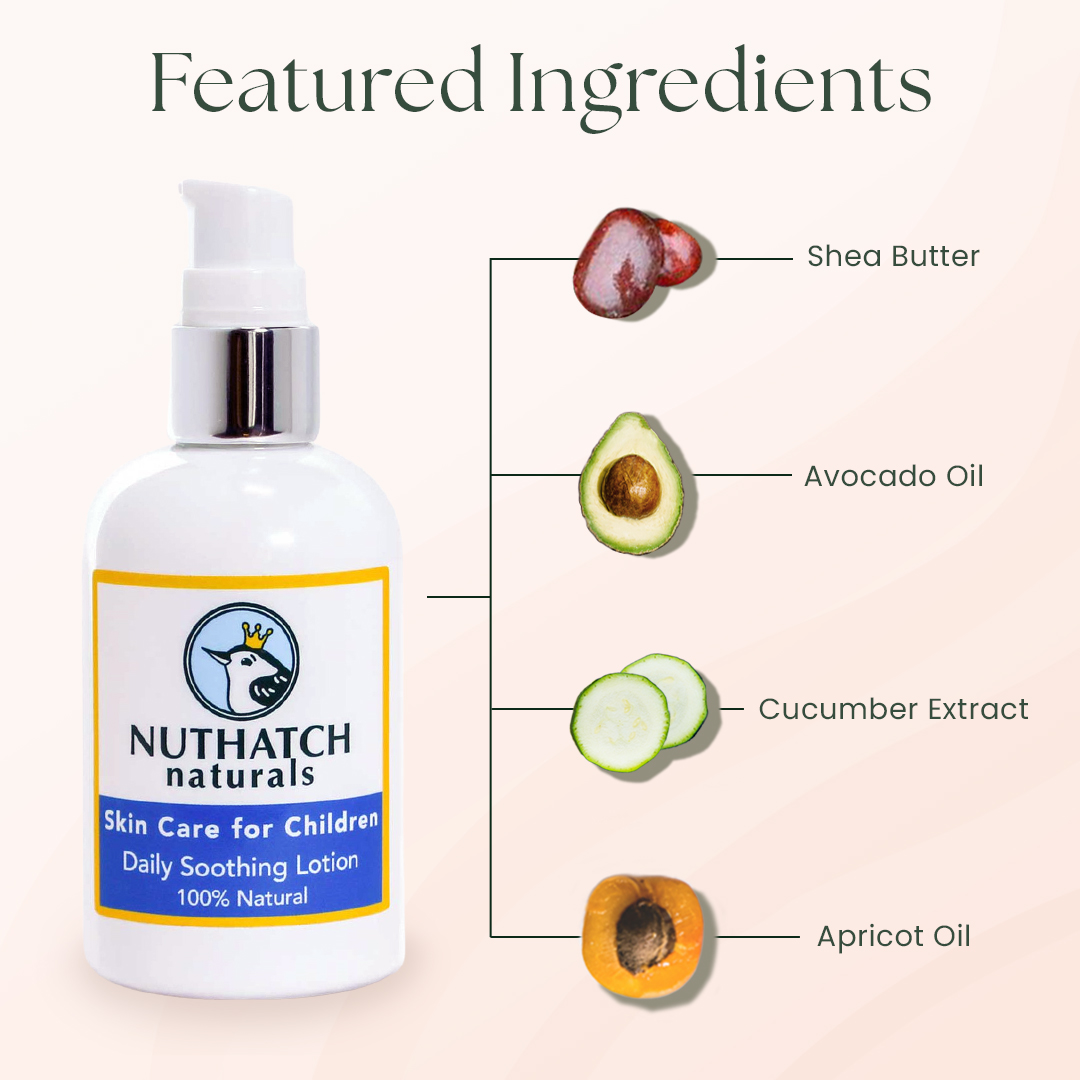 Featured Ingredients
Shea Butter
Avocado Oil
Cucumber Extract
Apricot Oil
NUTHATCH
naturals
Skin Care for Children
Daily Soothing Lotion
100% Natural